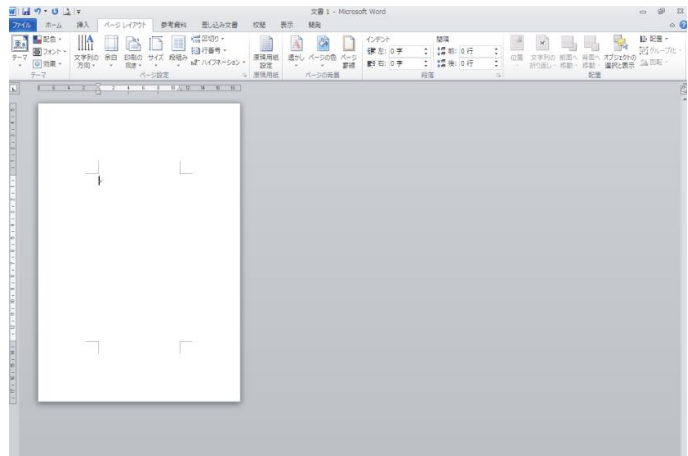 文書 1 - Microsoft Word
ファイル ホーム 挿入 ページ レイアウト 参考資料 差し込み文書 校閲 表示 開発
配色 区切り インデント 間隔 配置
フォント 行番号 左: 0 字 前: 0 行 グループ化
テーマ 効果 文字列の方向 余白 印刷の向き サイズ 段組み ハイフネーション 原稿用紙設定 透かし ページの色 ページ罫線 右: 0 字 後: 0 行 位置 文字列の折り返し 前面へ移動 背面へ移動 オブジェクトの選択と表示 回転
テーマ ページ設定 原稿用紙 ページの背景 段落 配置